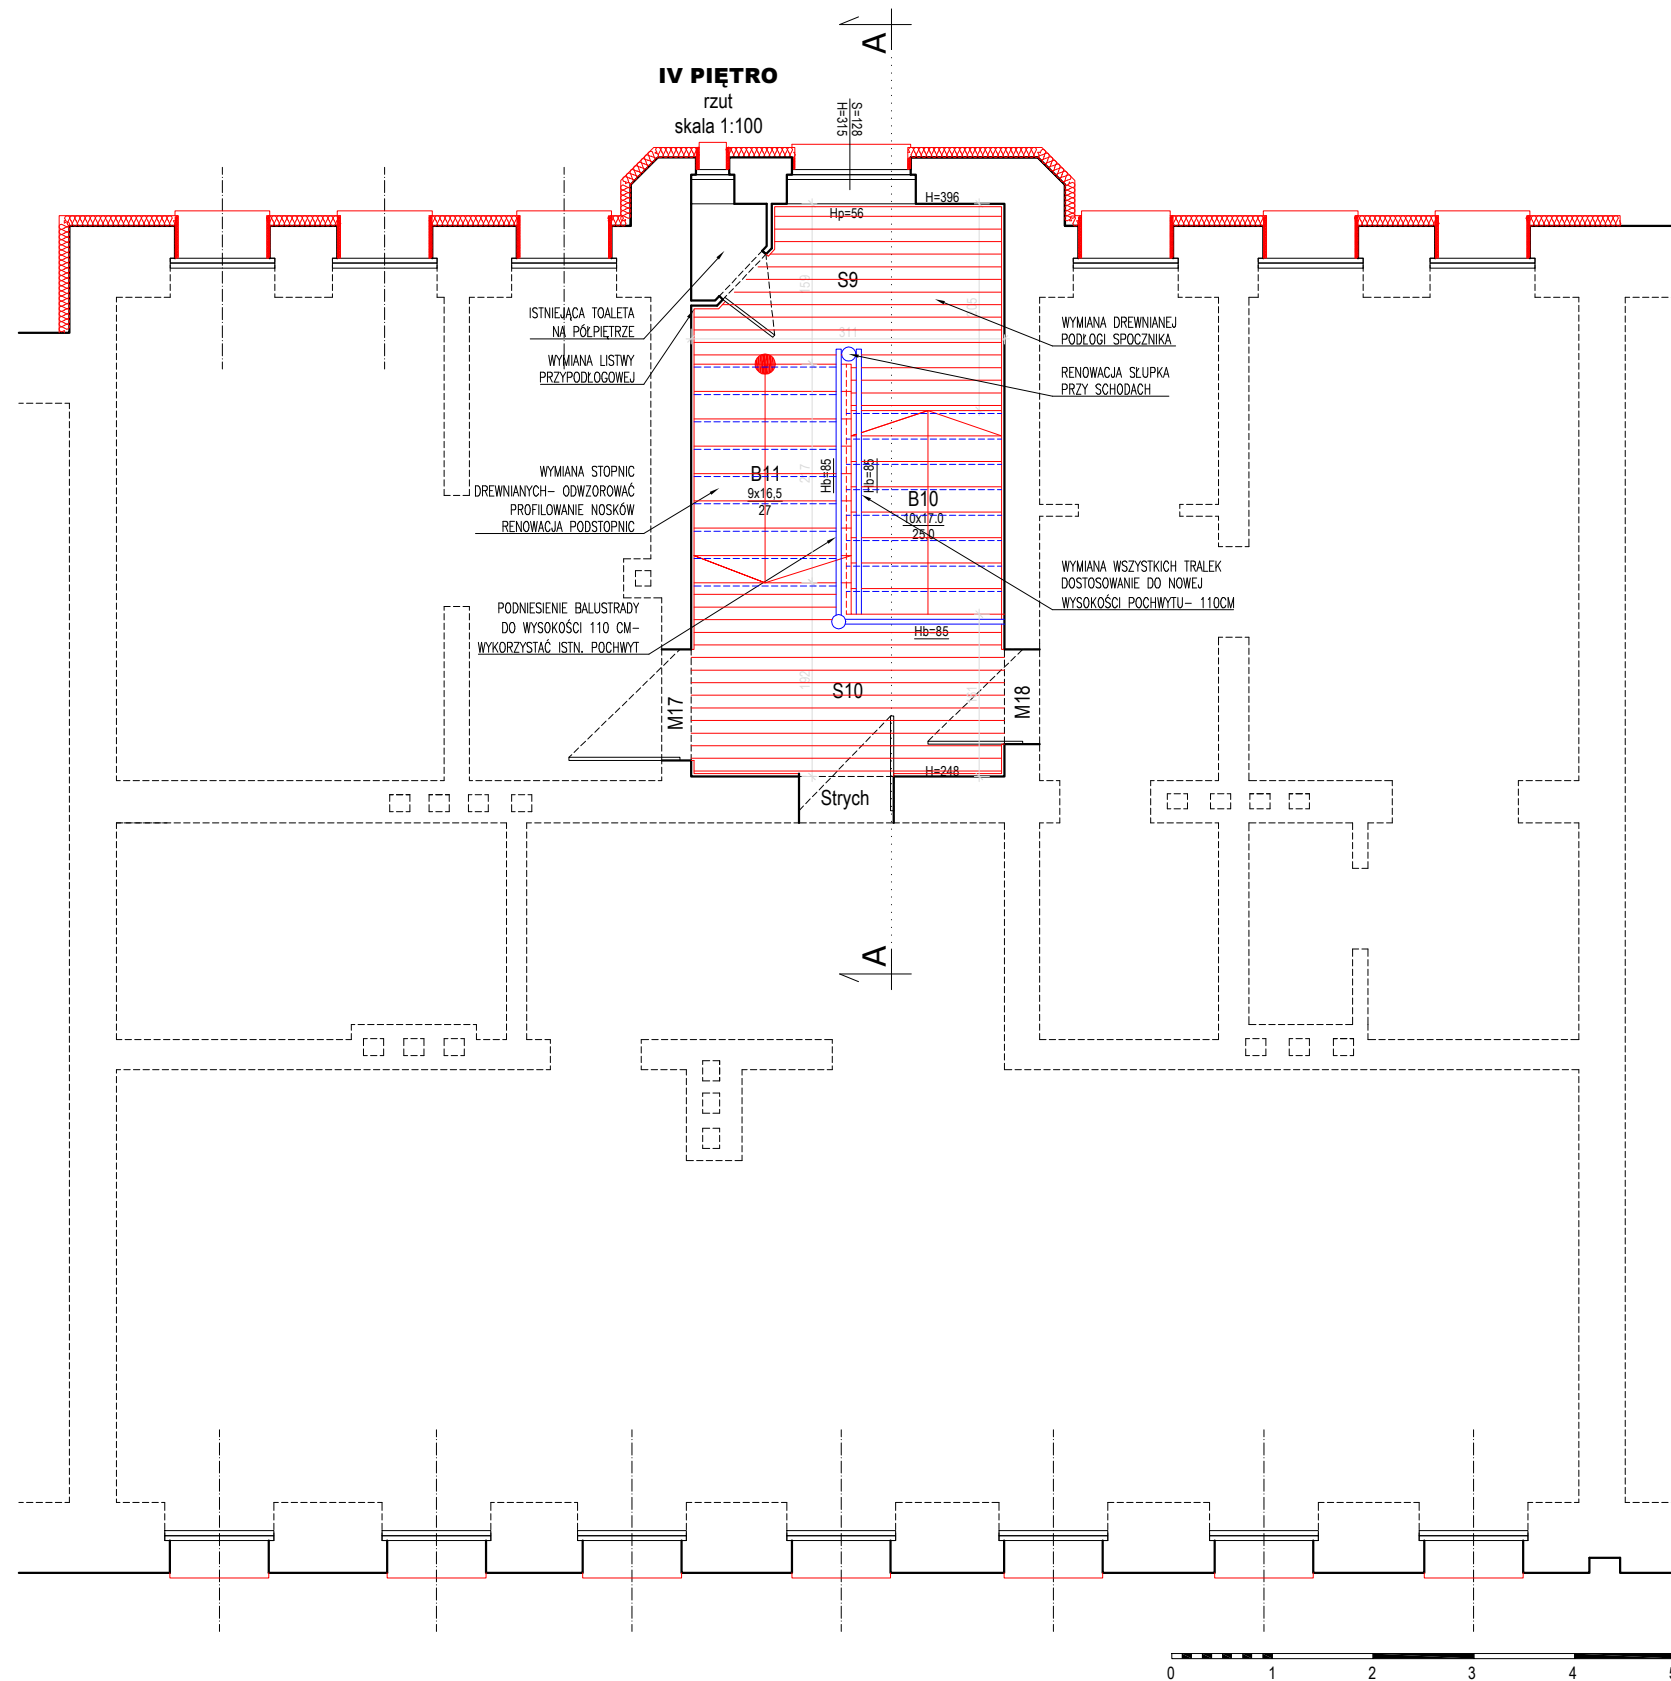 A
IV PIĘTRO
rzut
skala 1:100
S=128
H=315
H=396
Hp=56
S9
159
311
ISTNIEJĄCA TOALETA
NA PÓŁPIĘTRZE
WYMIANA LISTWY
PRZYPODŁOGOWEJ
WYMIANA DREWNIANEJ
PODŁOGI SPOCZNIKA
RENOWACJA SŁUPKA
PRZY SCHODACH
WYMIANA STOPNIC
DREWNIANYCH- ODWZOROWAĆ
PROFILOWANIE NOSKÓW
RENOWACJA PODSTOPNIC
B11
9x16,5
27
Hb=85
Hb=85
B10
10x17.0
25,0
WYMIANA WSZYSTKICH TRALEK
DOSTOSOWANIE DO NOWEJ
WYSOKOŚCI POCHWYTU- 110CM
PODNIESIENIE BALUSTRADY
DO WYSOKOŚCI 110 CM-
WYKORZYSTAĆ ISTN. POCHWYT
Hb=85
192
S10
M17
M18
H=248
Strych
A
0 1 2 3 4 5